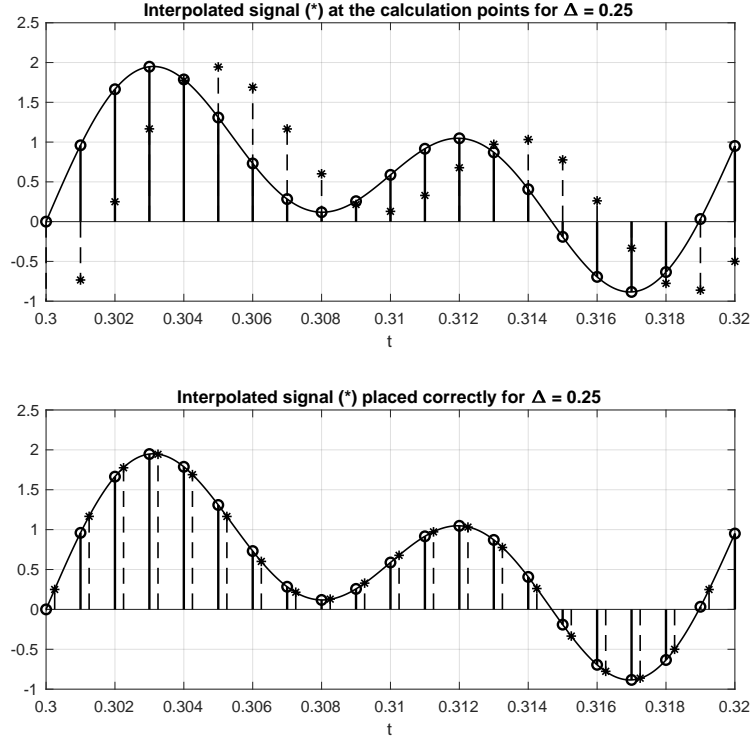 Interpolated signal (*) at the calculation points for Δ = 0.25
2.5
2
1.5
1
0.5
0
-0.5
-1
0.3 0.302 0.304 0.306 0.308 0.31 0.312 0.314 0.316 0.318 0.32
t
Interpolated signal (*) placed correctly for Δ = 0.25
2.5
2
1.5
1
0.5
0
-0.5
-1
0.3 0.302 0.304 0.306 0.308 0.31 0.312 0.314 0.316 0.318 0.32
t